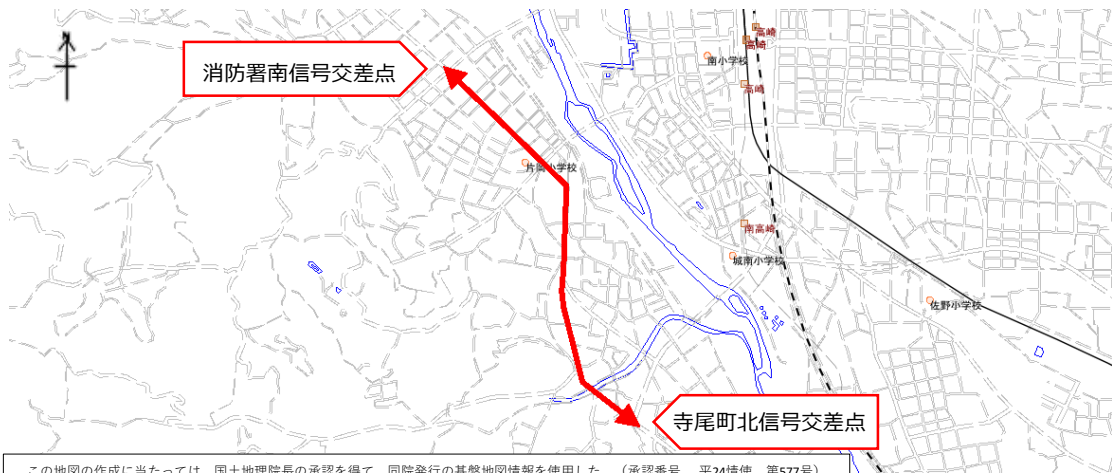 高崎
高崎
南小学校
消防署南信号交差点
高崎
片岡小学校
南高崎
城南小学校
佐野小学校
寺尾町北信号交差点
この地図の作成に当たっては、国土地理院長の承認を得て、同院発行の基盤地図情報を使用した。（承認番号 平24情使、第577号）